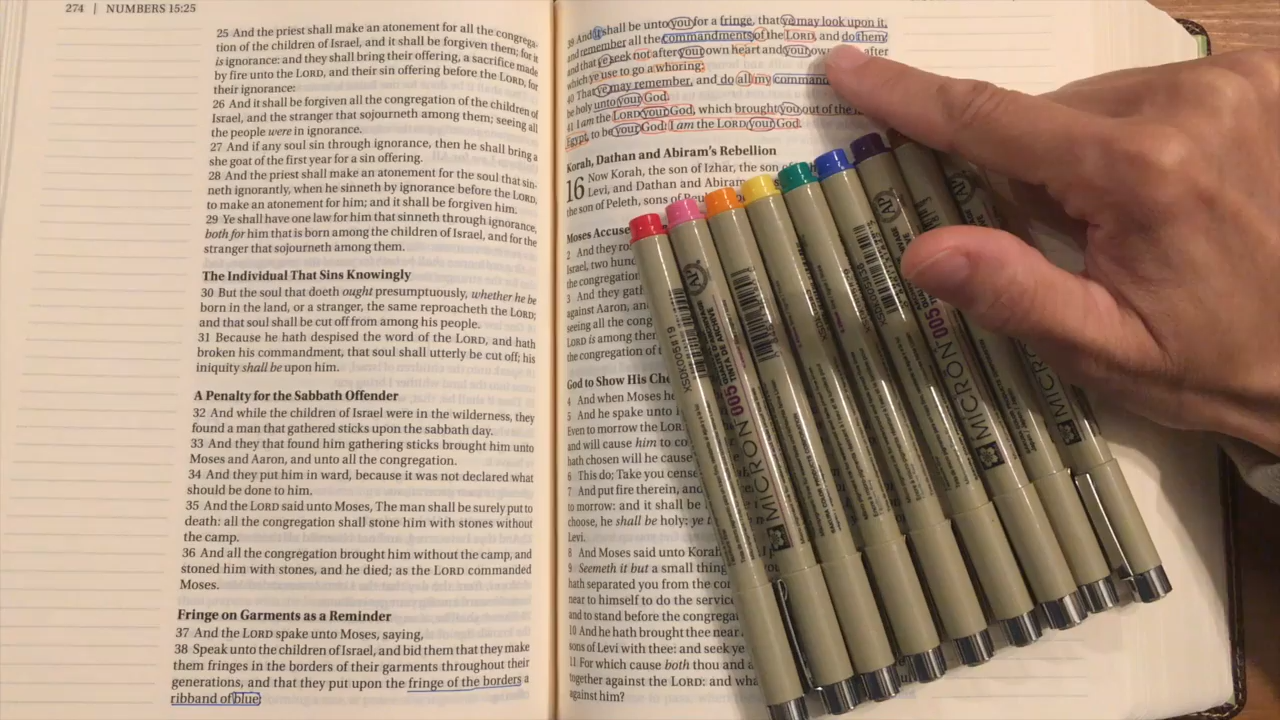 274 | NUMBERS 15:25
25 And the priest shall make an atonement for all the congrega-
tion of the children of Israel, and it shall be forgiven them; for it
is ignorance: and they shall bring their offering, a sacrifice made
by fire unto the LORD, and their sin offering before the LORD, for
their ignorance:
26 And it shall be forgiven all the congregation of the children of
Israel, and the stranger that sojourneth among them; seeing all
the people were in ignorance.
27 And if any soul sin through ignorance, then he shall bring a
she goat of the first year for a sin offering.
28 And the priest shall make an atonement for the soul that sin-
neth ignorantly, when he sinneth by ignorance before the LORD,
to make an atonement for him; and it shall be forgiven him.
29 Ye shall have one law for him that sinneth through ignorance,
both for him that is born among the children of Israel, and for the
stranger that sojourneth among them.
The Individual That Sins Knowingly
30 But the soul that doeth ought presumptuously, whether he be
born in the land, or a stranger, the same reproacheth the LORD;
and that soul shall be cut off from among his people.
31 Because he hath despised the word of the LORD, and hath
broken his commandment, that soul shall utterly be cut off; his
iniquity shall be upon him.
A Penalty for the Sabbath Offender
32 And while the children of Israel were in the wilderness, they
found a man that gathered sticks upon the sabbath day.
33 And they that found him gathering sticks brought him unto
Moses and Aaron, and unto all the congregation.
34 And they put him in ward, because it was not declared what
should be done to him.
35 And the LORD said unto Moses, The man shall be surely put to
death: all the congregation shall stone him with stones without
the camp.
36 And all the congregation brought him without the camp, and
stoned him with stones, and he died; as the LORD commanded
Moses.
Fringe on Garments as a Reminder
37 And the LORD spake unto Moses, saying,
38 Speak unto the children of Israel, and bid them that they make
them fringes in the borders of their garments throughout their
generations, and that they put upon the fringe of the borders a
ribband of blue:
39 And it shall be unto you for a fringe, that ye may look upon it,
and remember all the commandments of the LORD, and do them;
and that ye seek not after your own heart and your own after
which ye use to go a whoring:
40 That ye may remember, and do all my
be holy unto your God.
41 I am the LORD your God, which brought you out of the
Egypt, to be your God: I am the LORD your God.
Korah, Dathan and Abiram's Rebellion
16 Now Korah, the son of Izhar, the son of
Levi, and Dathan and Abiram
the son of Peleth, sons of
Moses
2 And they
Israel, two
the congregation
3 And they
against Aaron, and
seeing all the
LORD is among
the congregation of
God to Show His
4 And when Moses
5 And he spake unto
Even to morrow the
and will cause him to
hath chosen will he cause
6 This do; Take you
7 And put fire therein, and
to morrow: and it shall be
choose, he shall be holy: ye
Levi.
8 And Moses said unto
9 Seemeth it but a small thing
hath separated you from the
near to himself to do the
and to stand before the
10 And he hath brought thee near
sons of Levi with thee: and seek ye
11 For which cause both thou and
together against the LORD: and
against him?
MICRON 005
MICRON 005
MICRON